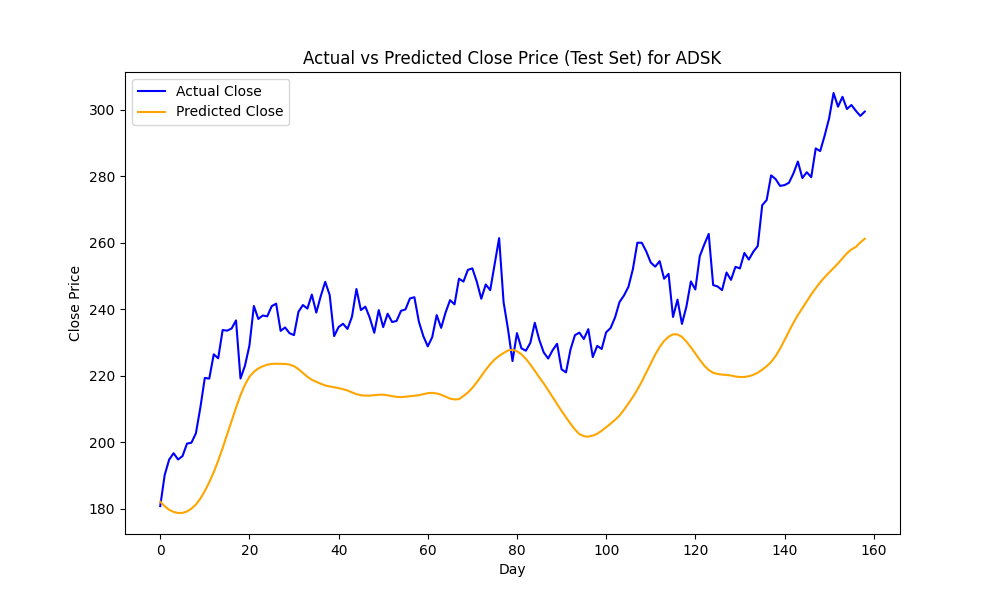 Actual vs Predicted Close Price (Test Set) for ADSK
Actual Close
Predicted Close
Close Price
300
280
260
240
220
200
180
0 20 40 60 80 100 120 140 160
Day